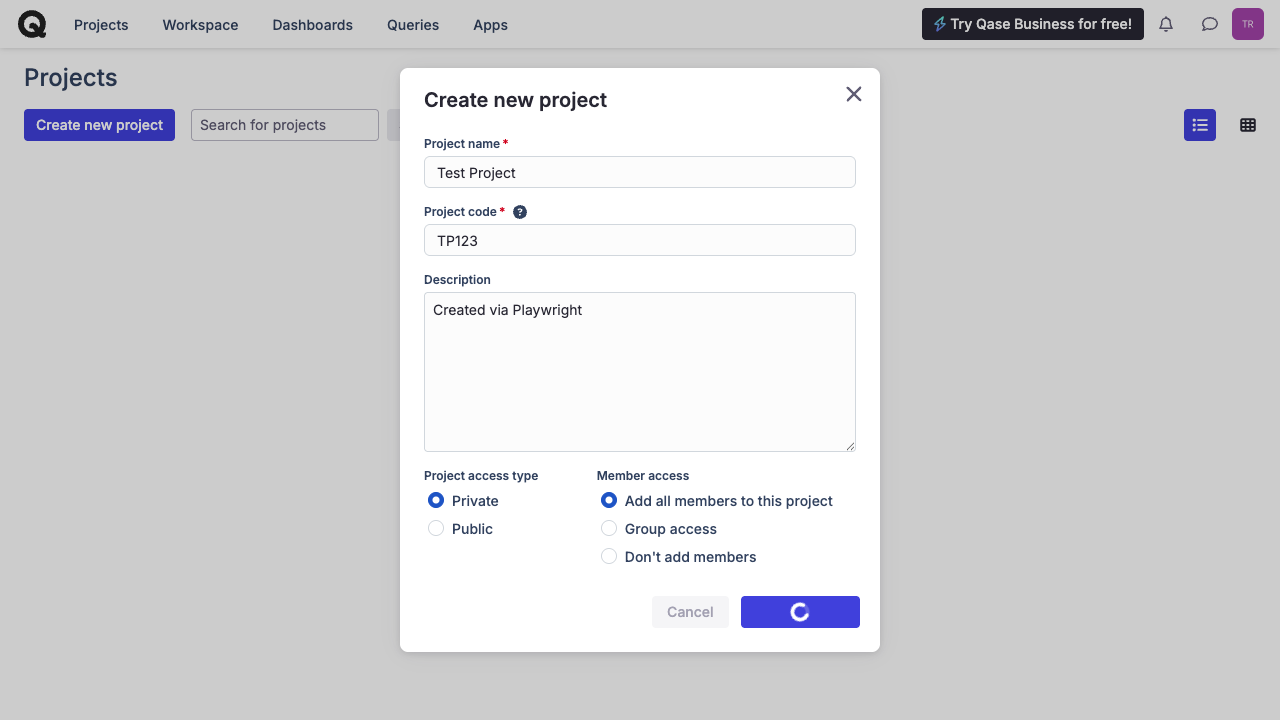 Projects Workspace Dashboards Queries Apps Try Qase Business for free! TR
Projects
Create new project Search for projects
Create new project
Project name *
Test Project
Project code * ?
TP123
Description
Created via Playwright
Project access type Member access
Private Add all members to this project
Public Group access
Don't add members
Cancel